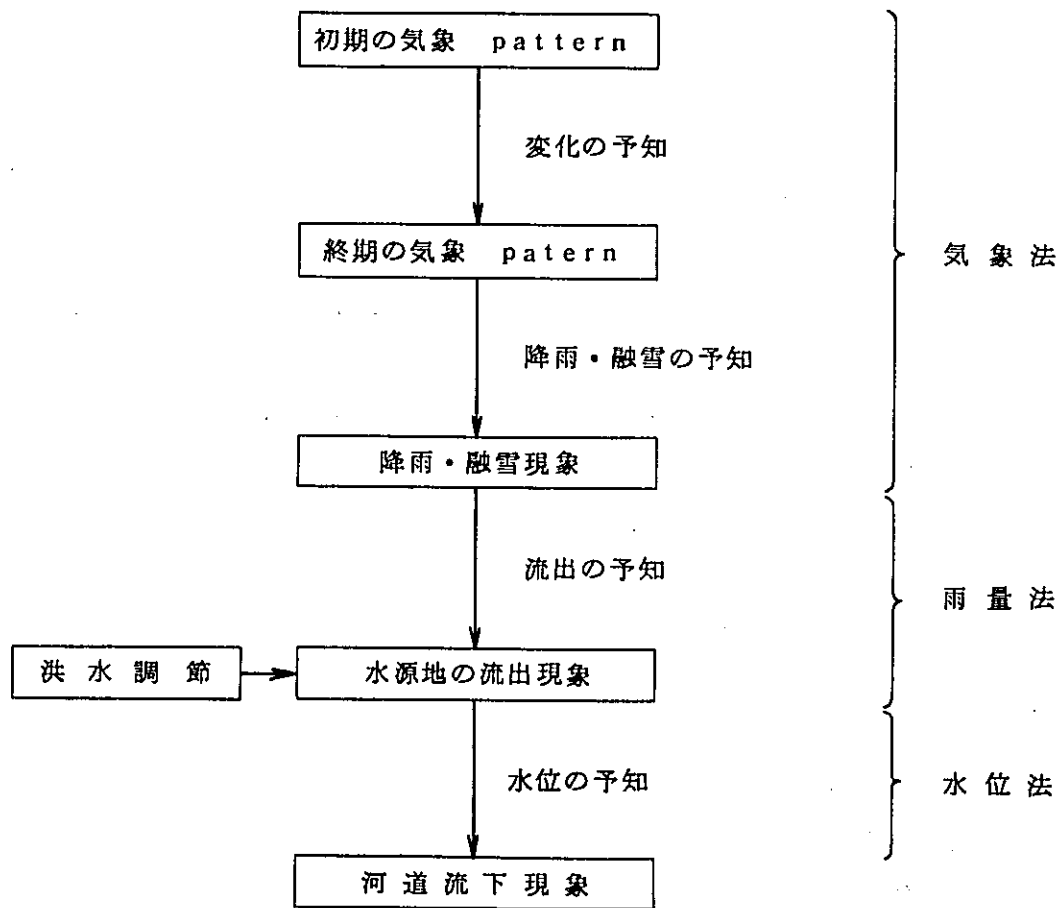 初期の気象 pattern
変化の予知
終期の気象 patern
気象法
降雨・融雪の予知
降雨・融雪現象
流出の予知
雨量法
洪水調節
水源地の流出現象
水位の予知
水位法
河道流下現象